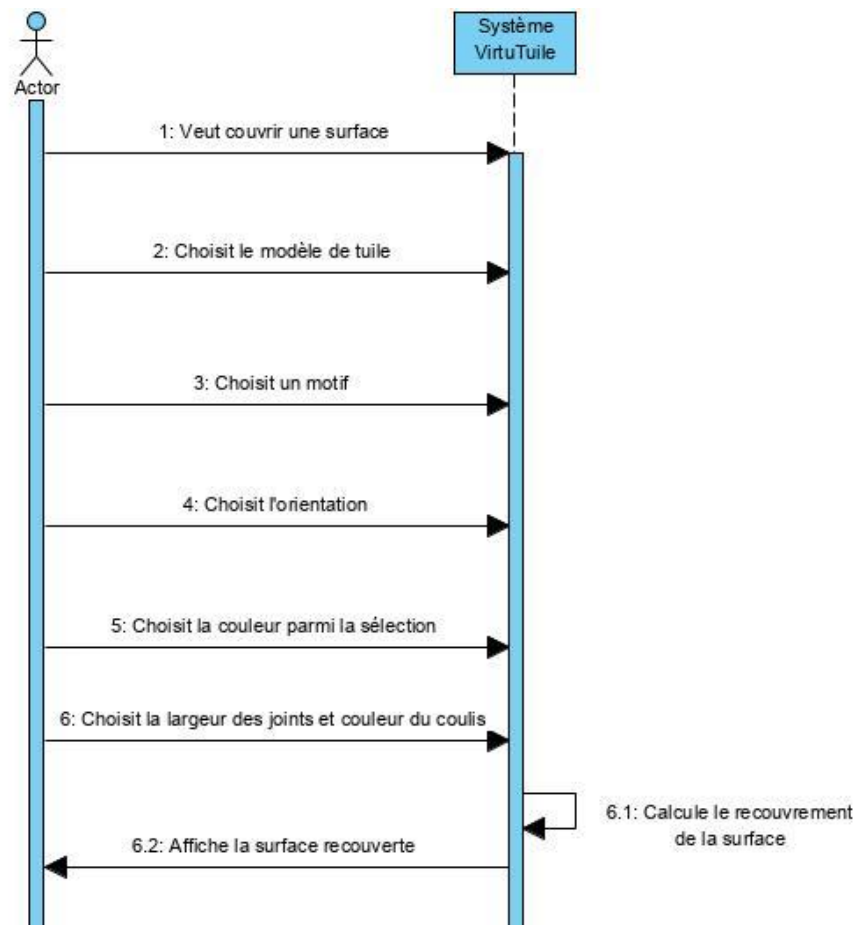 Système
VirtuTuile
Actor
1: Veut couvrir une surface
2: Choisit le modèle de tuile
3: Choisit un motif
4: Choisit l'orientation
5: Choisit la couleur parmi la sélection
6: Choisit la largeur des joints et couleur du coulis
6.1: Calcule le recouvrement
de la surface
6.2: Affiche la surface recouverte